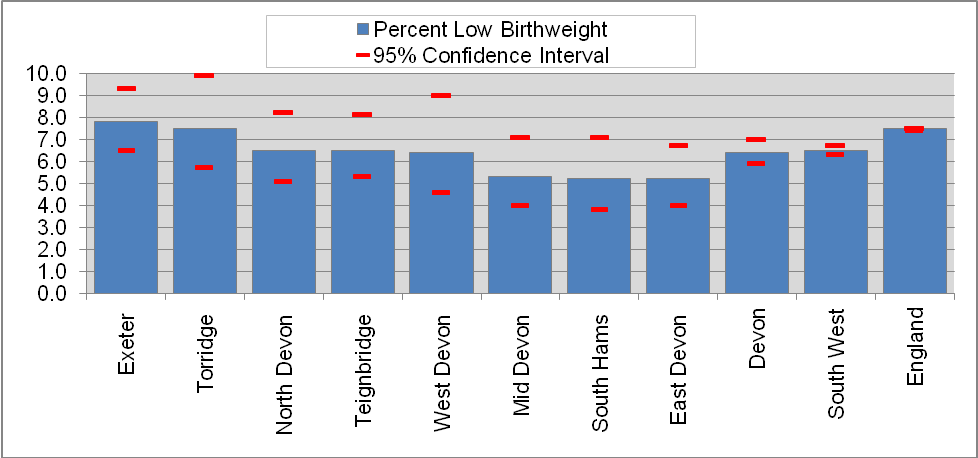 Percent Low Birthweight
95% Confidence Interval
10.0
9.0
8.0
7.0
6.0
5.0
4.0
3.0
2.0
1.0
0.0
Exeter
Torridge
North Devon
Teignbridge
West Devon
Mid Devon
South Hams
East Devon
Devon
South West
England